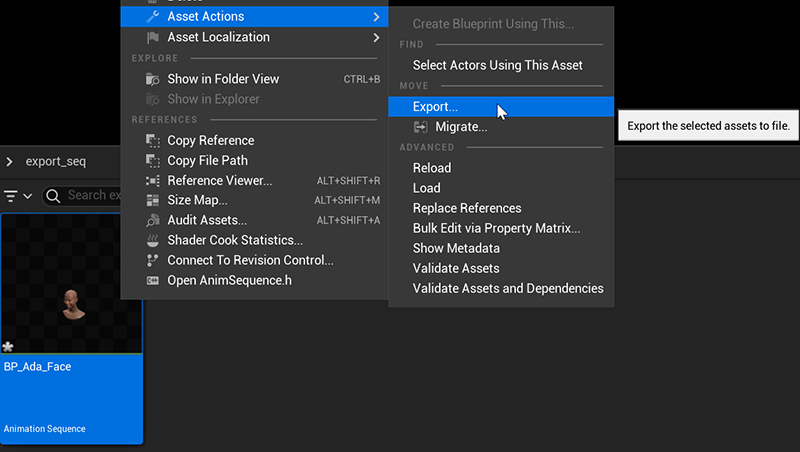 Asset Actions
Asset Localization
EXPLORE
Show in Folder View CTRL+B
Show in Explorer
REFERENCES
Copy Reference
Copy File Path
Reference Viewer... ALT+SHIFT+R
Size Map... ALT+SHIFT+M
Audit Assets... ALT+SHIFT+A
Shader Cook Statistics...
Connect To Revision Control...
Open AnimSequence.h
Create Blueprint Using This...
FIND
Select Actors Using This Asset
MOVE
Export...
Migrate...
ADVANCED
Reload
Load
Replace References
Bulk Edit via Property Matrix...
Show Metadata
Validate Assets
Validate Assets and Dependencies
Export the selected assets to file.
export_seq
Search ex
BP_Ada_Face
Animation Sequence